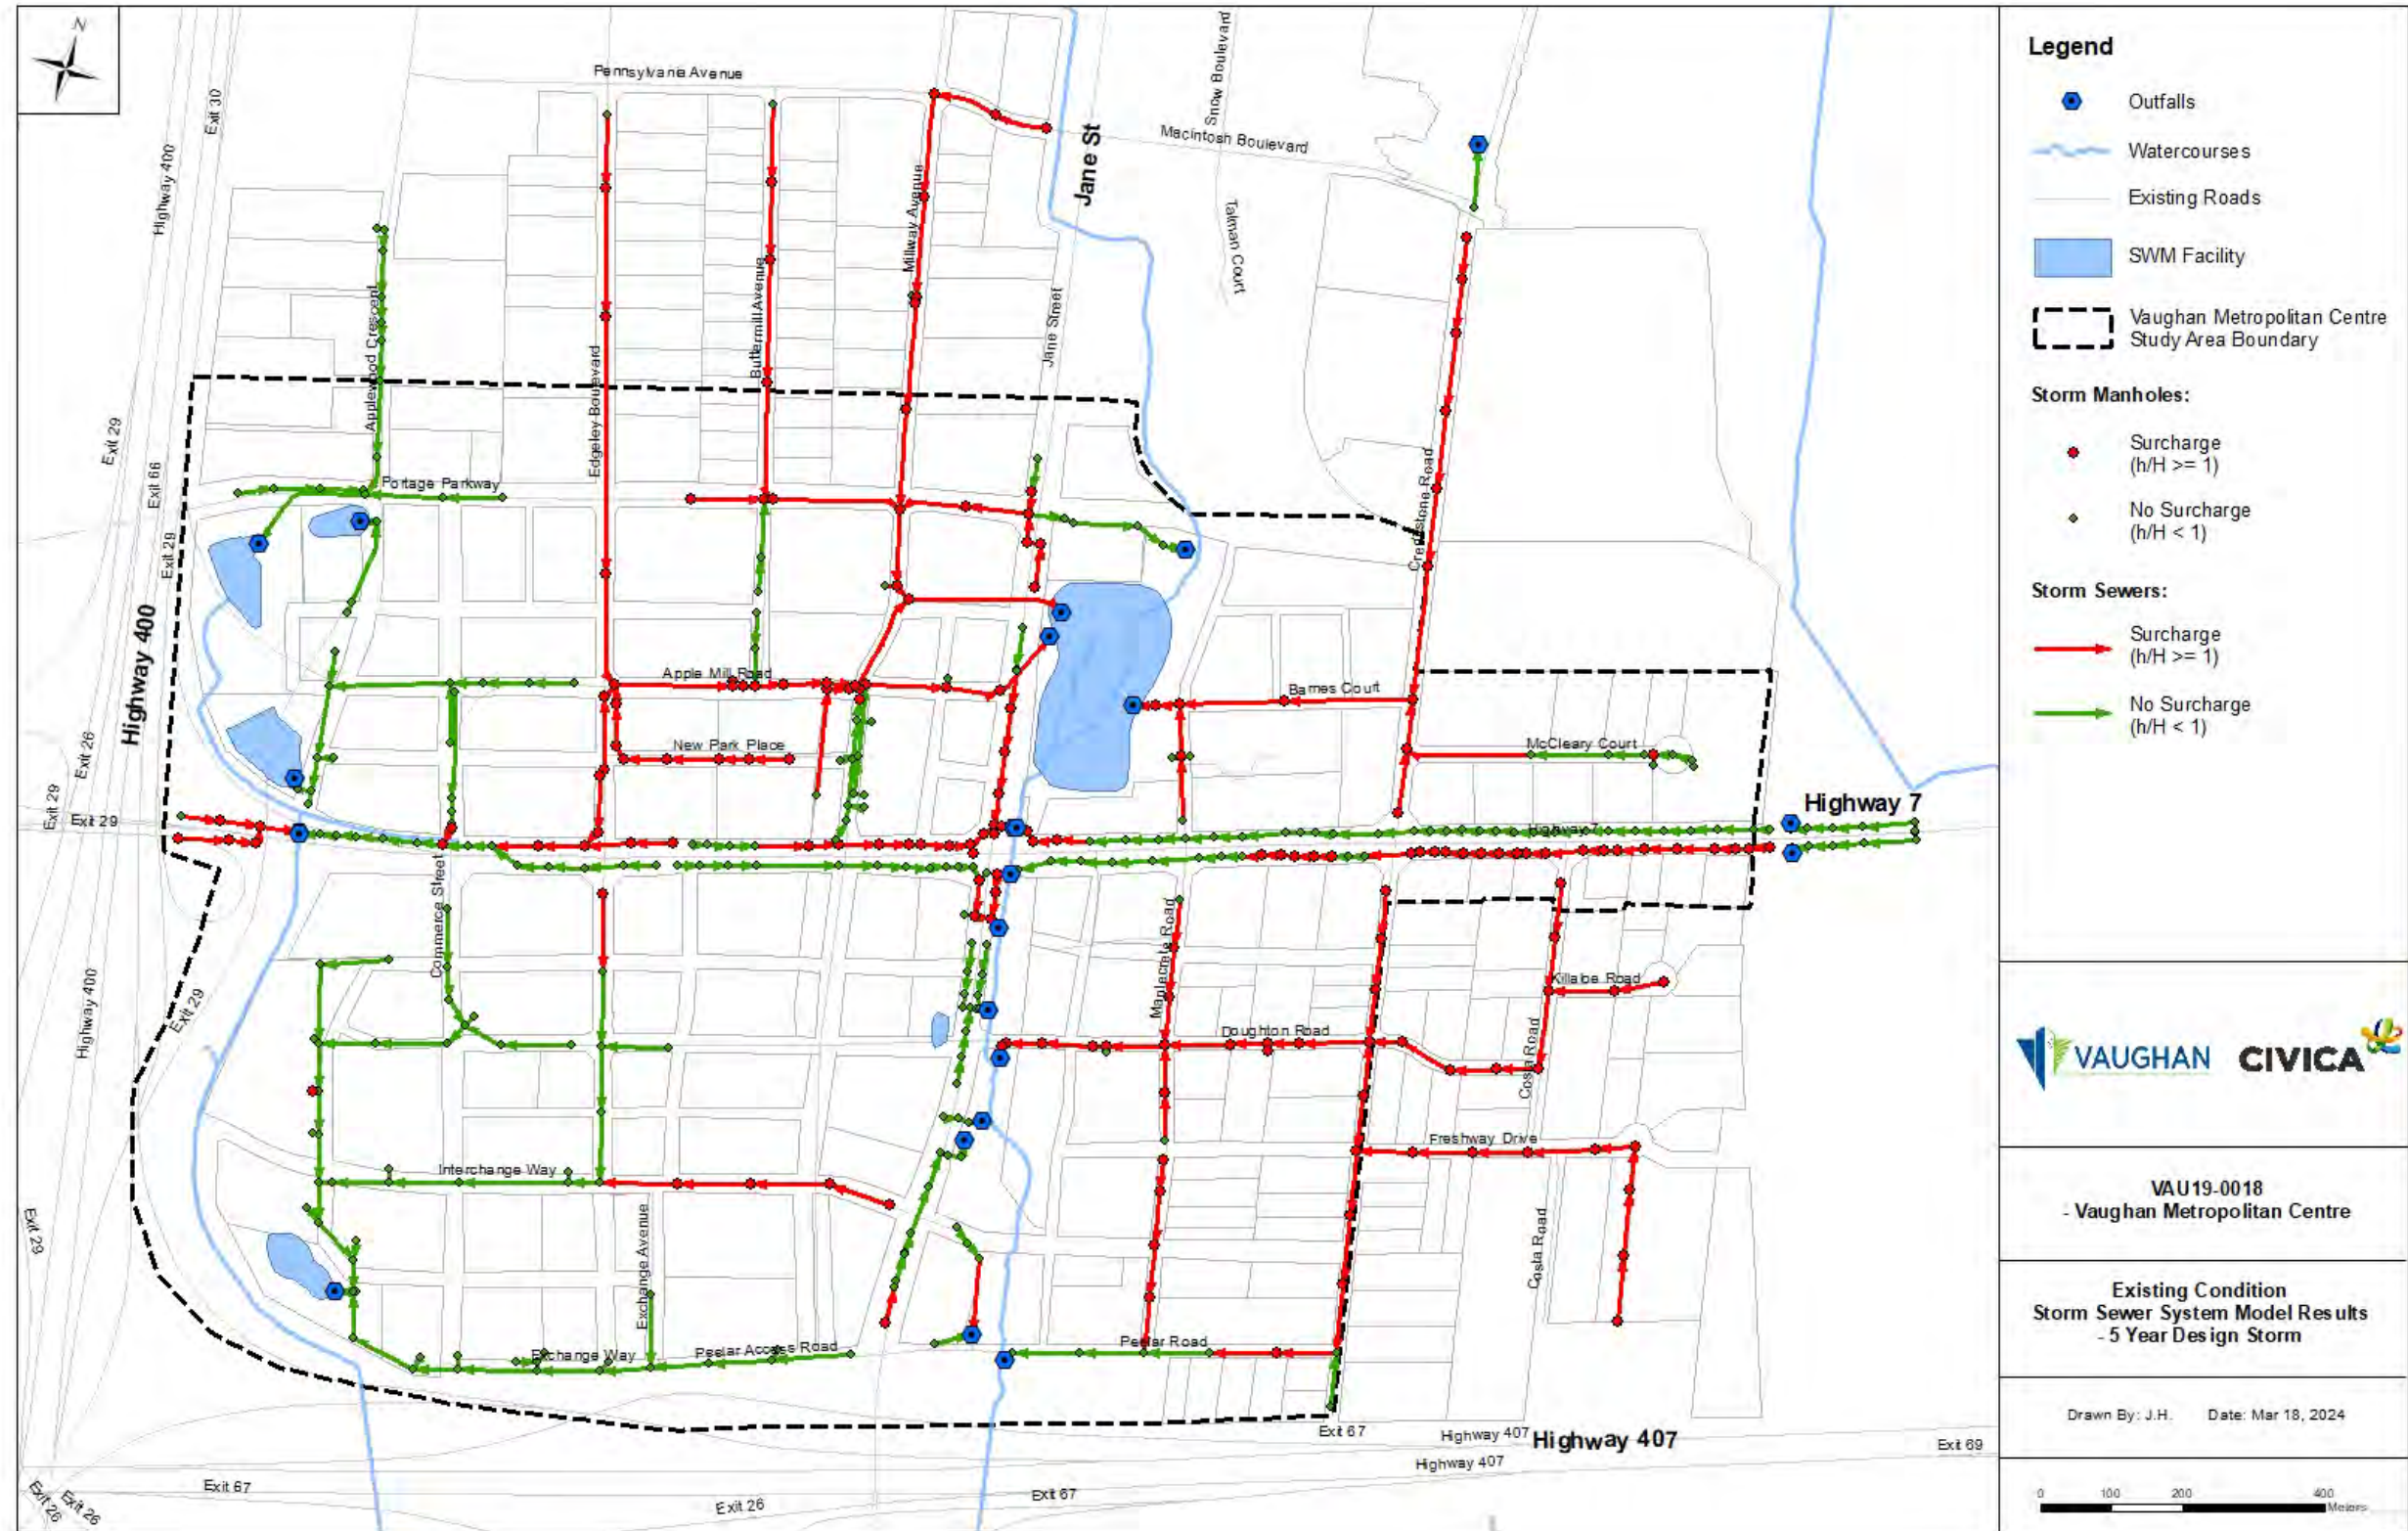 N
Pennsylvania Avenue
Exit 30
Highway 400
Snow Boulevard
Macintosh Boulevard
Jane St
Millway Avenue
Talman Court
Applewood Crescent
Buttermill Avenue
Jane Street
Edgeley Boulevard
Exit 29
Exit 66
Portage Parkway
Creditstone Road
Exit 29
Highway 400
Apple Mill Road
Barnes Court
New Park Place
McCleary Court
Exit 26
Exit 29
Exit 29
Highway 7
Highway 7
Commerce Street
Maplecrete Road
Killaloe Road
Highway 400
Exit 29
Doughton Road
Costa Road
Freshway Drive
Interchange Way
Exit 29
Exchange Avenue
Costa Road
Exchange Way
Peelar Access Road
Peelar Road
Exit 67
Highway 407
Highway 407
Exit 69
Highway 407
Exit 67
Exit 26
Exit 26
Exit 26
Exit 67
Legend
Outfalls
Watercourses
Existing Roads
SWM Facility
Vaughan Metropolitan Centre
Study Area Boundary
Storm Manholes:
Surcharge
(h/H >= 1)
No Surcharge
(h/H < 1)
Storm Sewers:
Surcharge
(h/H >= 1)
No Surcharge
(h/H < 1)
VAUGHAN CIVICA
VAU19-0018
- Vaughan Metropolitan Centre
Existing Condition
Storm Sewer System Model Results
- 5 Year Design Storm
Drawn By: J.H. Date: Mar 18, 2024
0 100 200 400
Meters